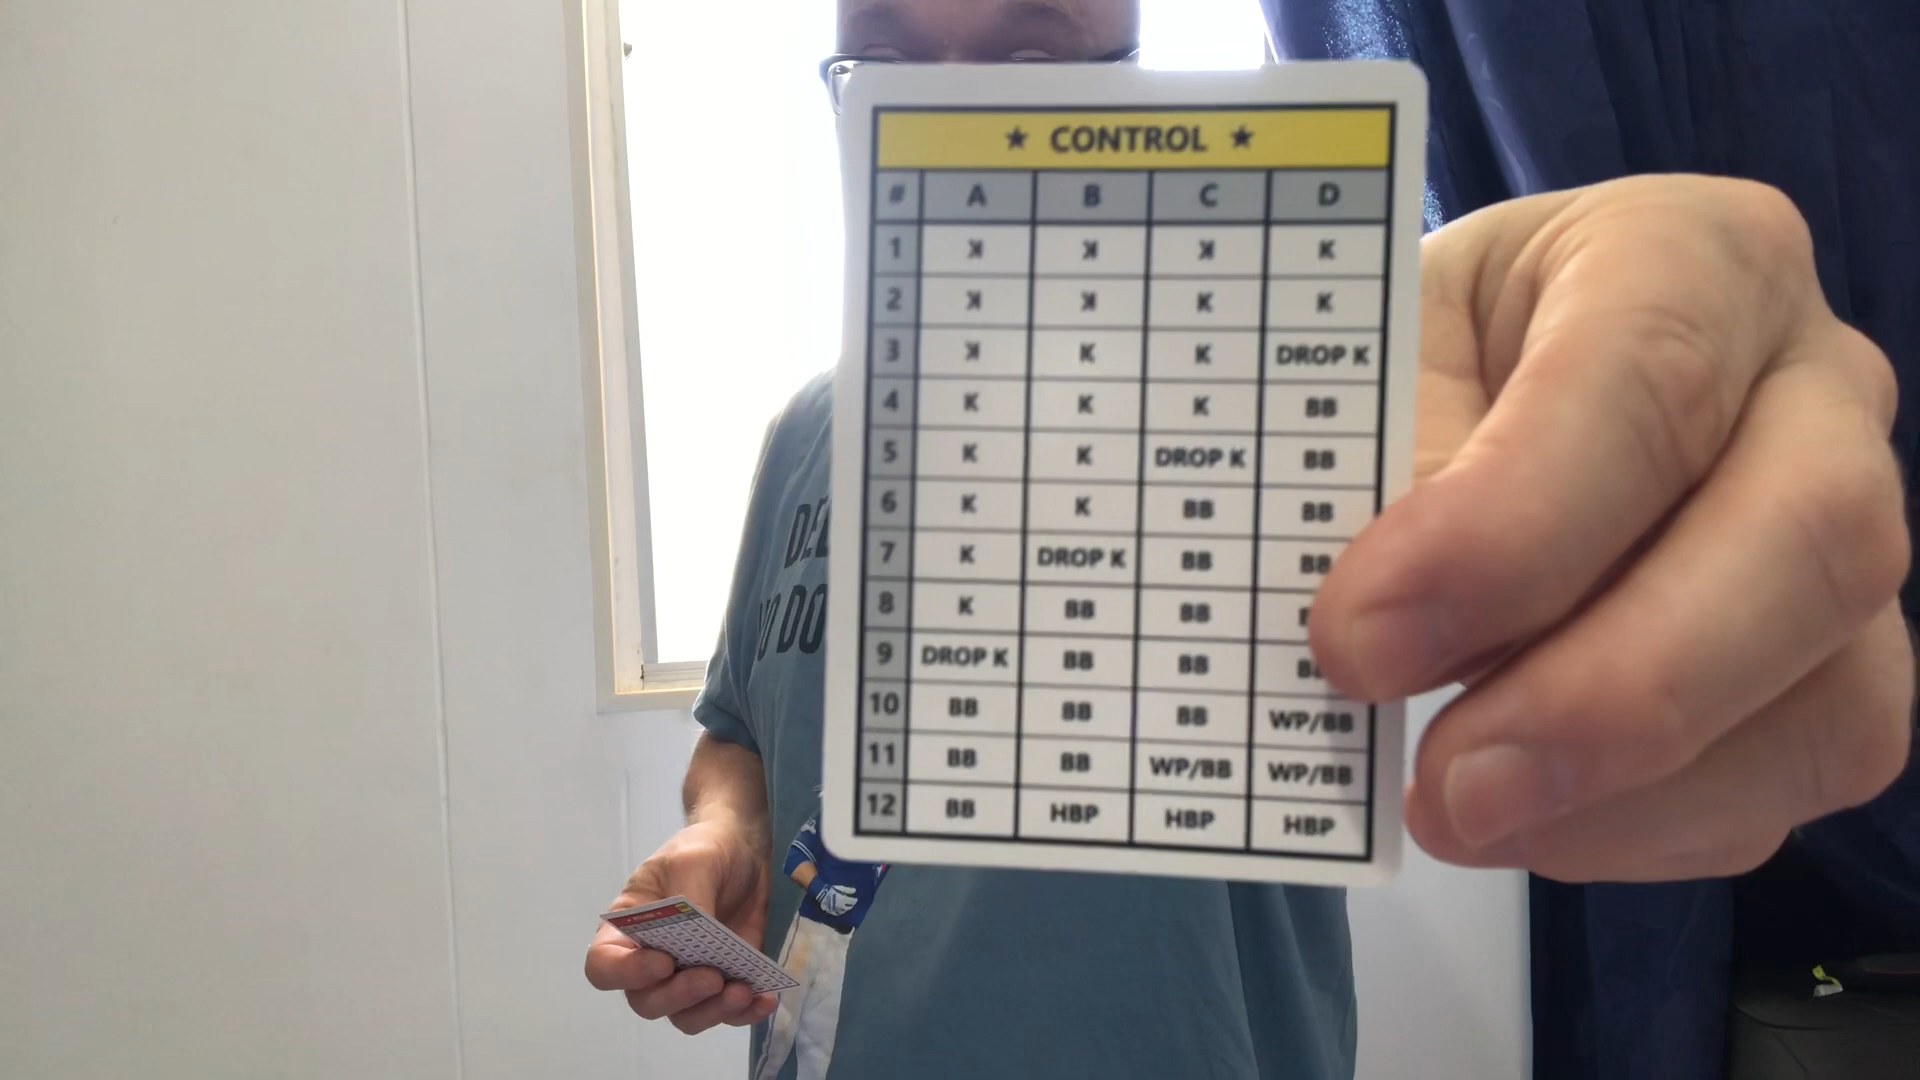 ★ CONTROL ★
# A B C D
1 ꓘ ꓘ ꓘ K
2 ꓘ ꓘ K K
3 ꓘ K K DROP K
4 K K K BB
5 K K DROP K BB
6 K K BB BB
7 K DROP K BB BB
8 K BB BB
9 DROP K BB BB
10 BB BB BB WP/BB
11 BB BB WP/BB WP/BB
12 BB HBP HBP HBP